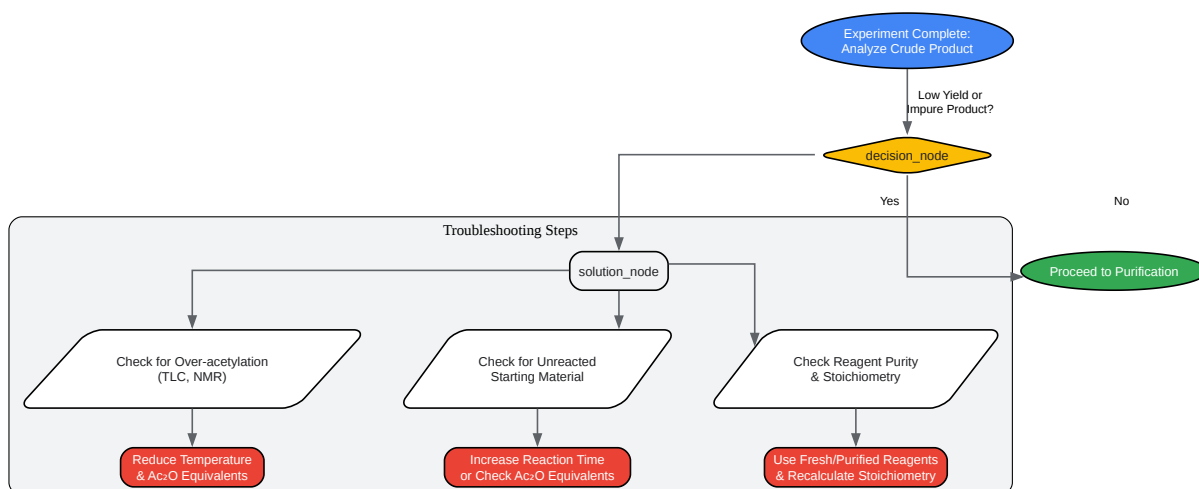 Experiment Complete:
Analyze Crude Product
Low Yield or
Impure Product?
decision_node
Yes
No
Troubleshooting Steps
solution_node
Proceed to Purification
Check for Over-acetylation
(TLC, NMR)
Check for Unreacted
Starting Material
Check Reagent Purity
& Stoichiometry
Reduce Temperature
& Ac₂O Equivalents
Increase Reaction Time
or Check Ac₂O Equivalents
Use Fresh/Purified Reagents
& Recalculate Stoichiometry